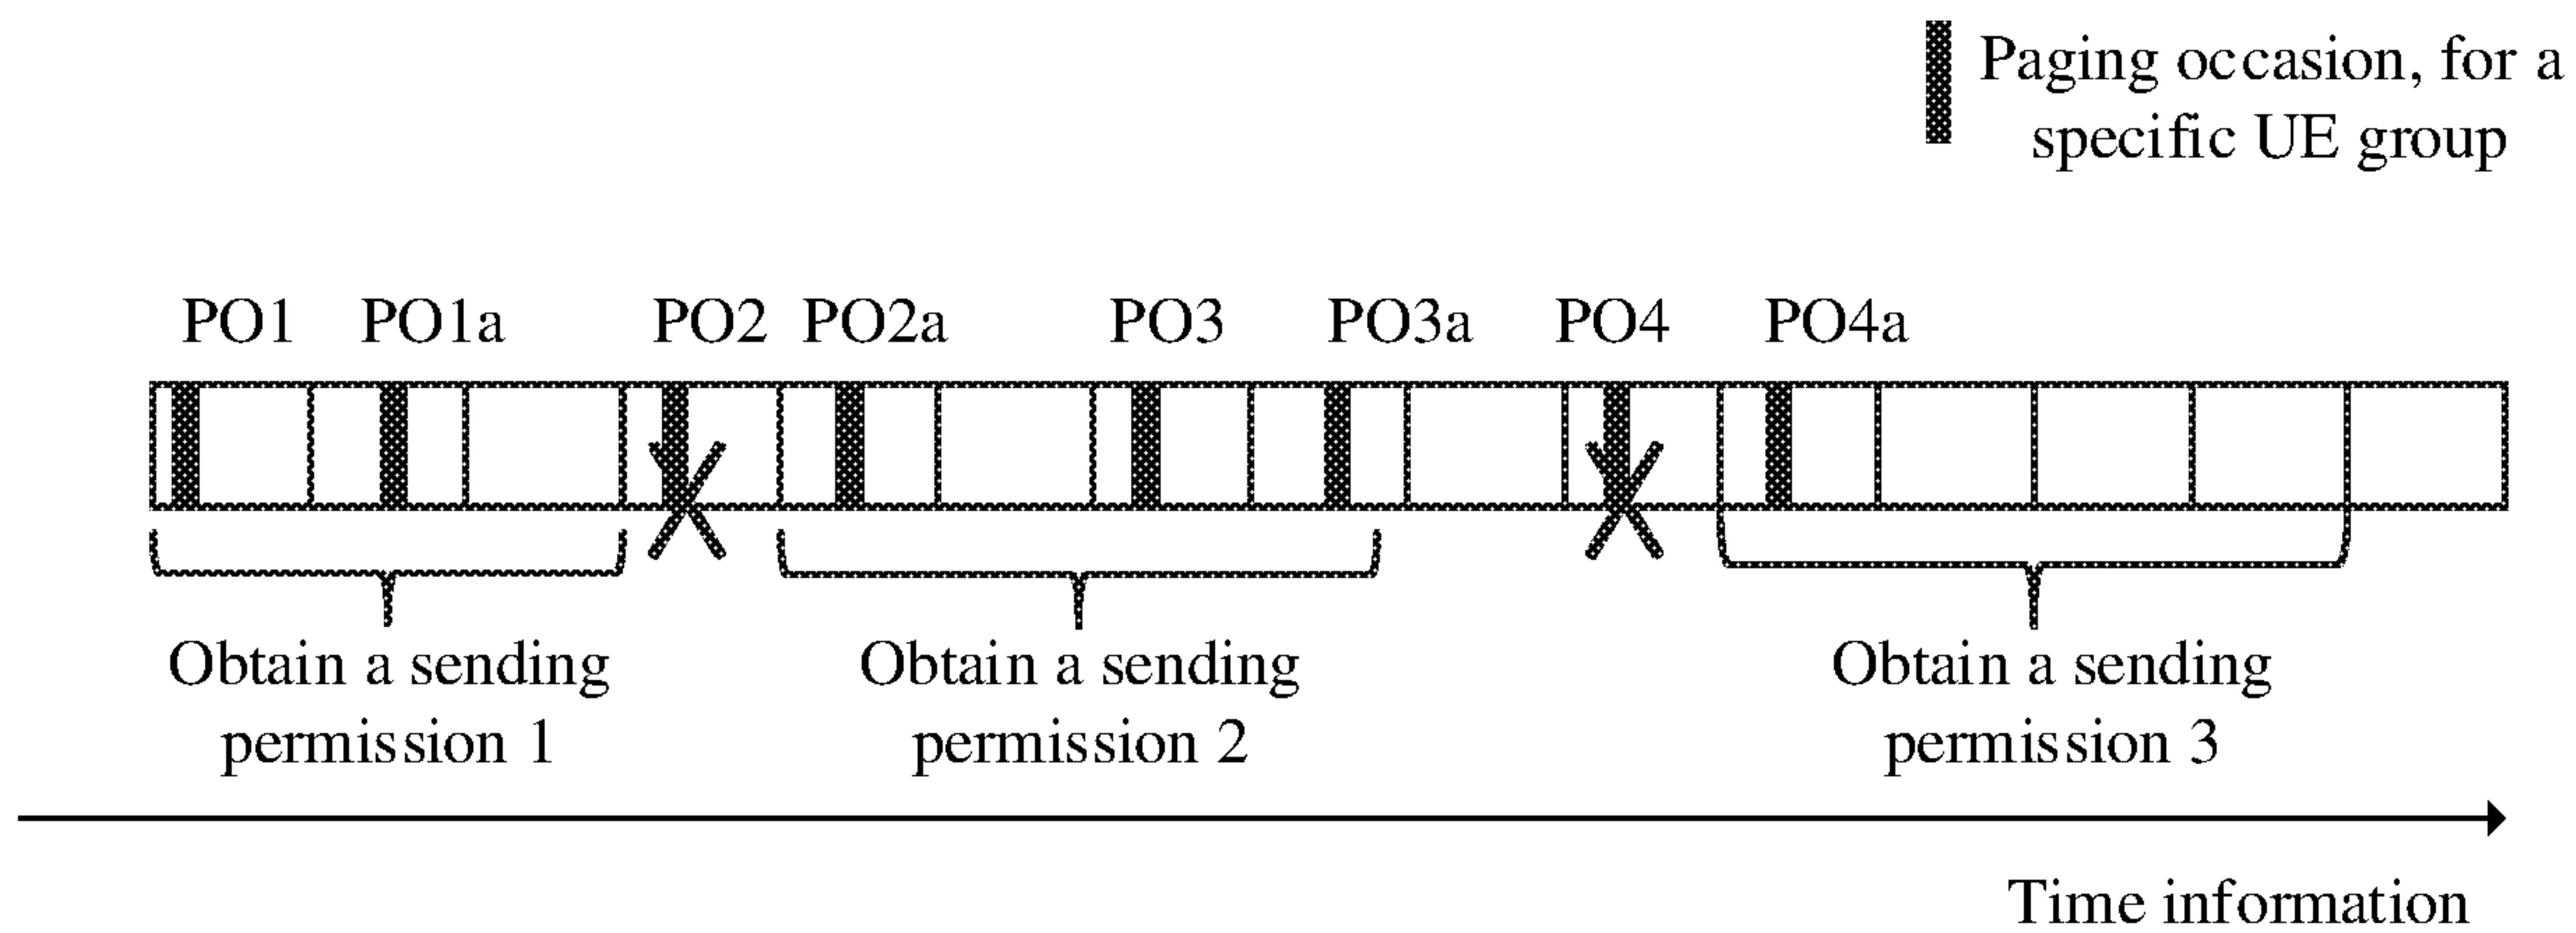 Paging occasion, for a
specific UE group
PO1 PO1a PO2 PO2a PO3 PO3a PO4 PO4a
Obtain a sending
permission 1
Obtain a sending
permission 2
Obtain a sending
permission 3
Time information